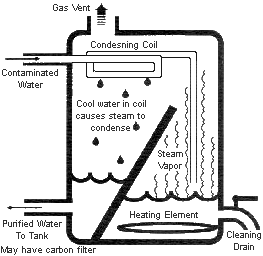 Gas Vent
Condesning Coil
Contaminated
Water
Cool water in coil
causes steam to
condense
Steam
Vapor
Purified Water
To Tank
May have carbon filter
Heating Element
Cleaning
Drain